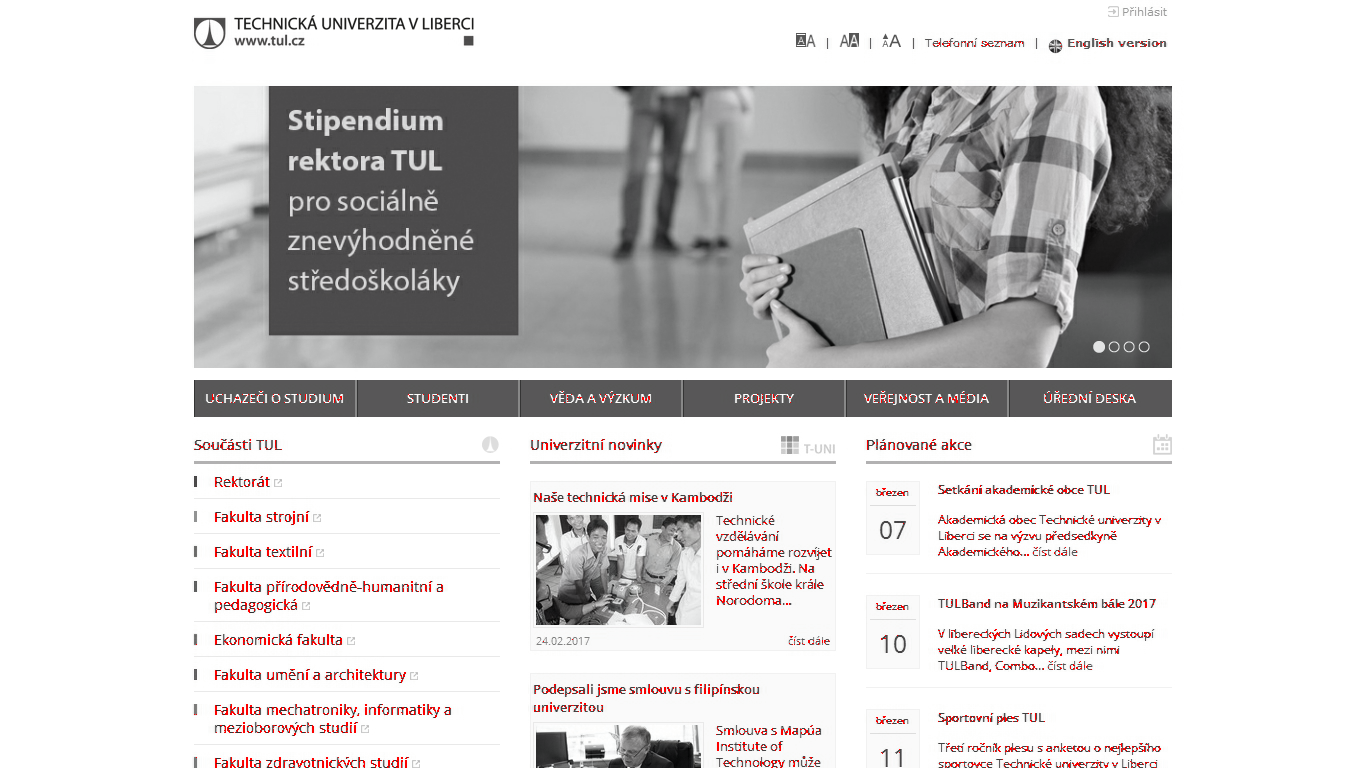 TECHNICKÁ UNIVERZITA V LIBERCI
www.tul.cz
Přihlásit
AA | AA | AA | Telefonní seznam | English version
Stipendium
rektora TUL
pro sociálně
znevýhodněné
středoškoláky
UCHAZEČI O STUDIUM
STUDENTI
VĚDA A VÝZKUM
PROJEKTY
VEŘEJNOST A MÉDIA
ÚŘEDNÍ DESKA
Součásti TUL
Rektorát
Fakulta strojní
Fakulta textilní
Fakulta přírodovědně-humanitní a
pedagogická
Ekonomická fakulta
Fakulta umění a architektury
Fakulta mechatroniky, informatiky a
mezioborových studií
Fakulta zdravotnických studií
Univerzitní novinky
T-UNI
Naše technická mise v Kambodži
Technické
vzdělávání
pomáháme rozvíjet
i v Kambodži. Na
střední škole krále
Norodoma...
24.02.2017
číst dále
Podepsali jsme smlouvu s filipínskou
univerzitou
Smlouva s Mapúa
Institute of
Technology může
Plánované akce
březen
07
Setkání akademické obce TUL
Akademická obec Technické univerzity v
Liberci se na výzvu předsedkyně
Akademického... číst dále
březen
10
TULBand na Muzikantském bále 2017
V libereckých Lidových sadech vystoupí
velké liberecké kapely, mezi nimi
TULBand, Combo... číst dále
březen
11
Sportovní ples TUL
Třetí ročník plesu s anketou o nejlepšího
sportovce Technické univerzity v Liberci